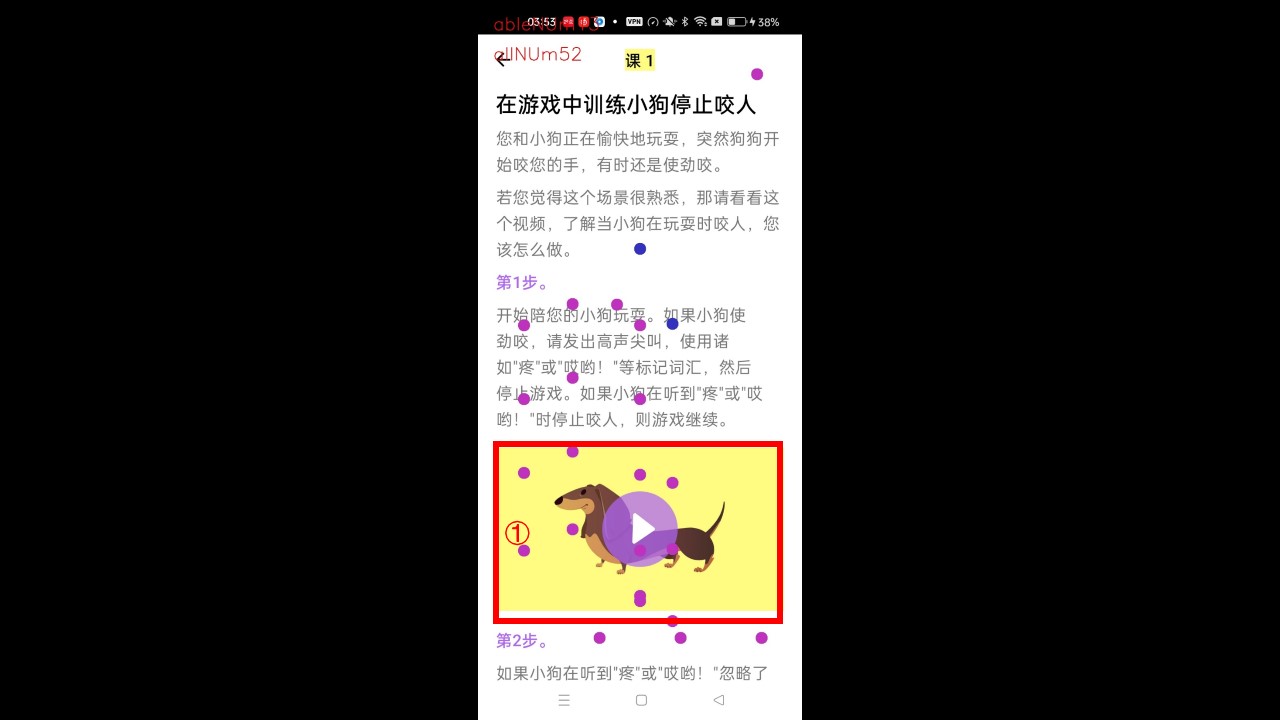 ableNUm45
03:53
VPN
38%
allNUm52
课 1
在游戏中训练小狗停止咬人
您和小狗正在愉快地玩耍，突然狗狗开
始咬您的手，有时还是使劲咬。
若您觉得这个场景很熟悉，那请看看这
个视频，了解当小狗在玩耍时咬人，您
该怎么做。
第1步。
开始陪您的小狗玩耍。如果小狗使
劲咬，请发出高声尖叫，使用诸
如"疼"或"哎哟！"等标记词汇，然后
停止游戏。如果小狗在听到"疼"或"哎
哟！"时停止咬人，则游戏继续。
①
第2步。
如果小狗在听到"疼"或"哎哟！"忽略了